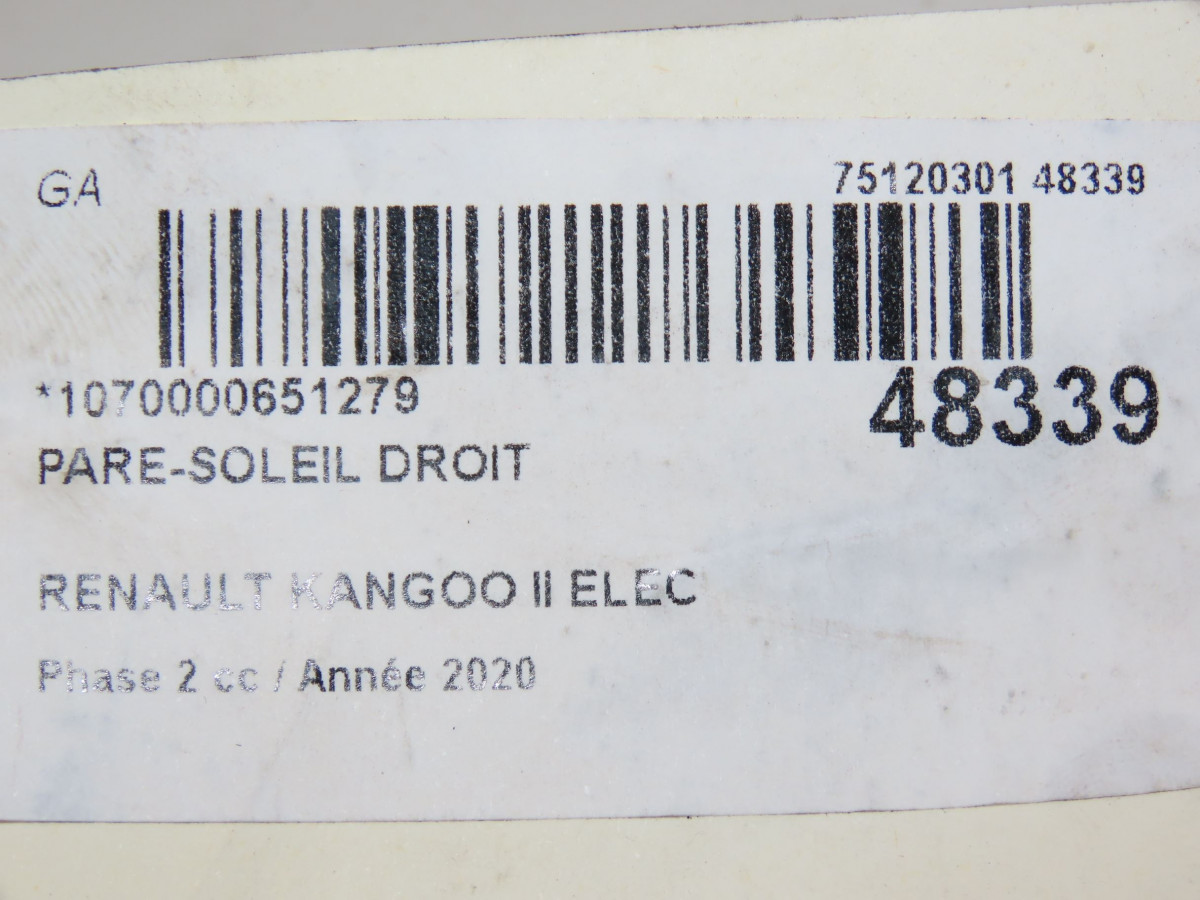 GA
75120301 48339
*1070000651279
48339
PARE-SOLEIL DROIT
RENAULT KANGOO II ELEC
Phase 2 cc / Année 2020